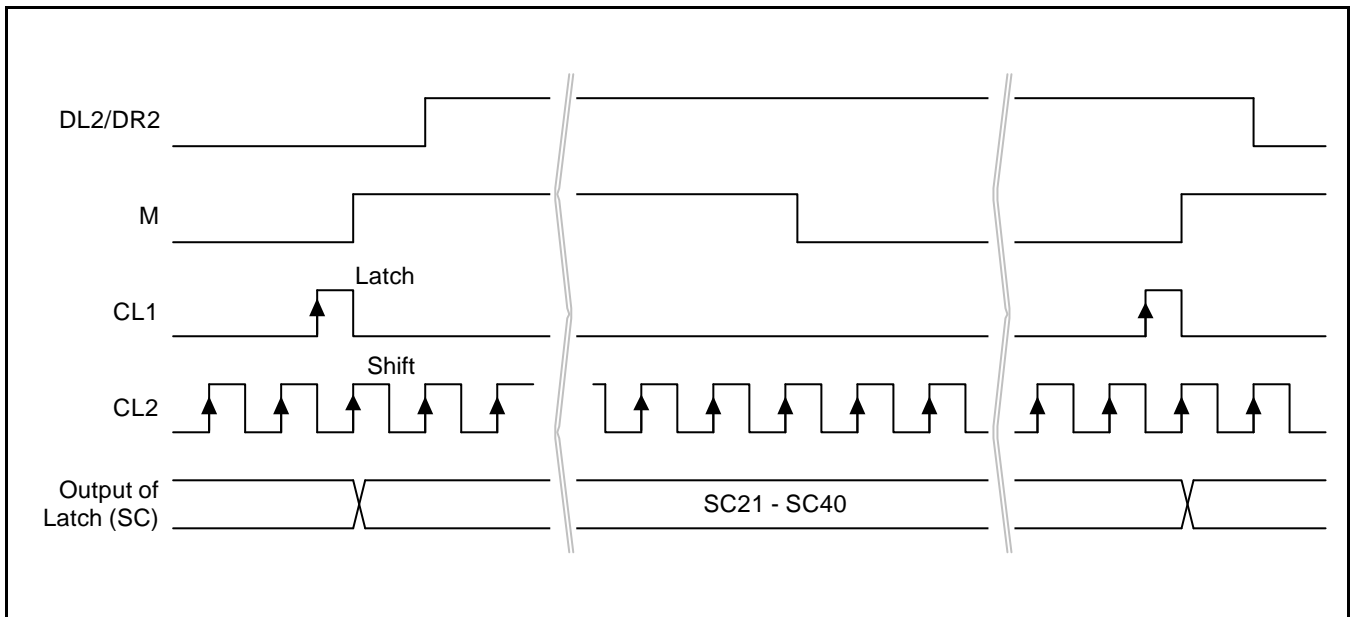 DL2/DR2
M
Latch
CL1
Shift
CL2
Output of
Latch (SC)
SC21 - SC40